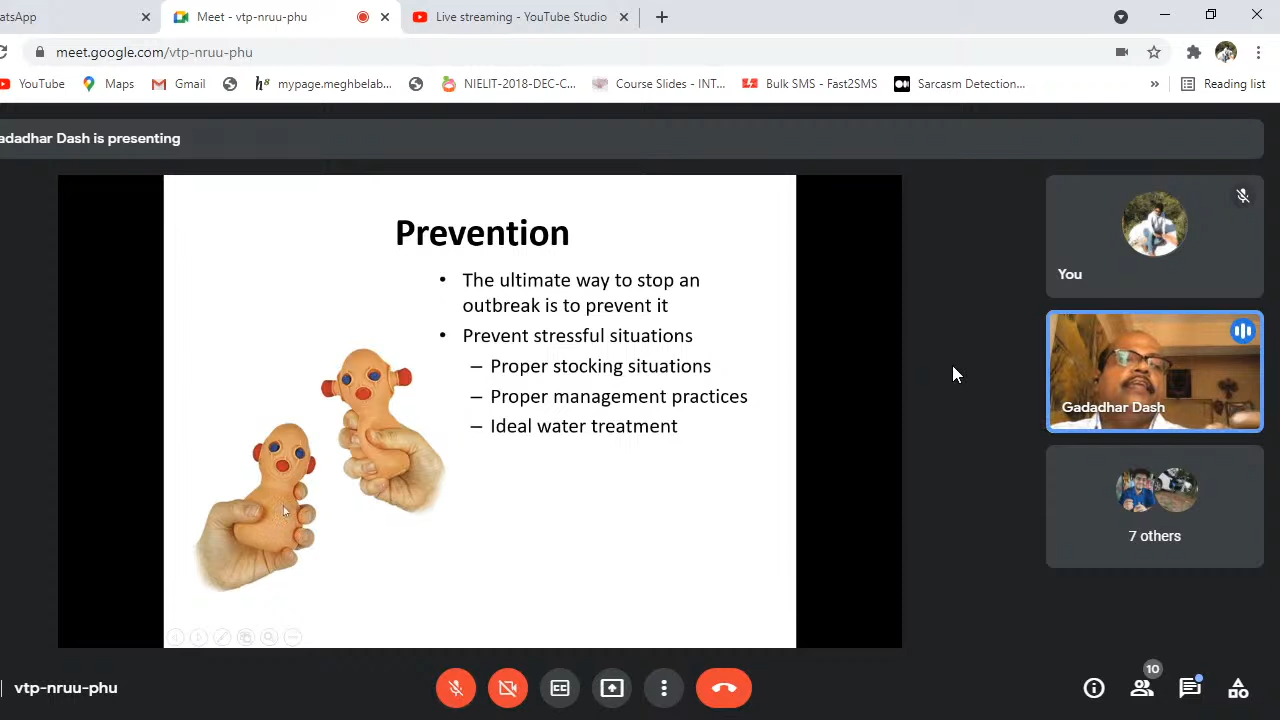 atsApp
Meet - vtp-nruu-phu
Live streaming - YouTube Studio
meet.google.com/vtp-nruu-phu
YouTube
Maps
Gmail
mypage.meghbelab...
NIELIT-2018-DEC-C...
Course Slides - INT...
Bulk SMS - Fast2SMS
Sarcasm Detection...
»
Reading list
adadhar Dash is presenting
Prevention
• The ultimate way to stop an
outbreak is to prevent it
• Prevent stressful situations
– Proper stocking situations
– Proper management practices
– Ideal water treatment
You
Gadadhar Dash
7 others
vtp-nruu-phu
10